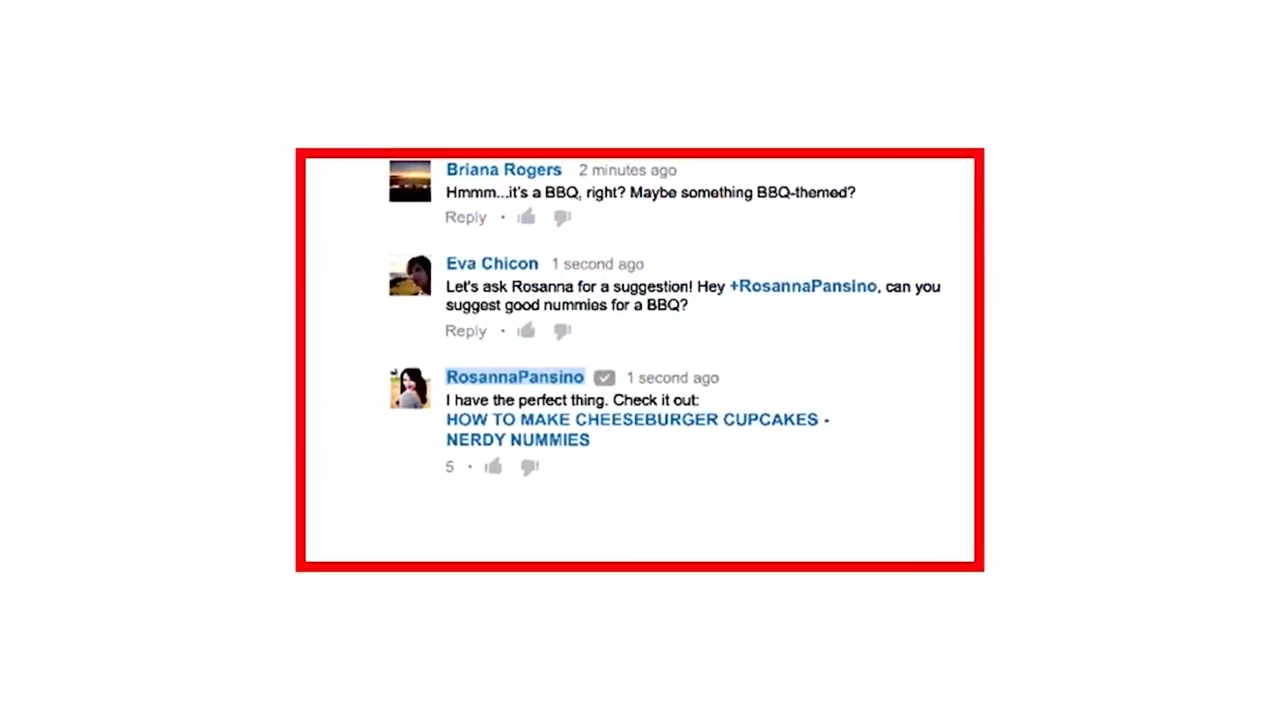 Briana Rogers 2 minutes ago
Hmmm...it's a BBQ, right? Maybe something BBQ-themed?
Reply •
Eva Chicon 1 second ago
Let's ask Rosanna for a suggestion! Hey +RosannaPansino, can you
suggest good nummies for a BBQ?
Reply •
RosannaPansino 1 second ago
I have the perfect thing. Check it out:
HOW TO MAKE CHEESEBURGER CUPCAKES -
NERDY NUMMIES
5 •